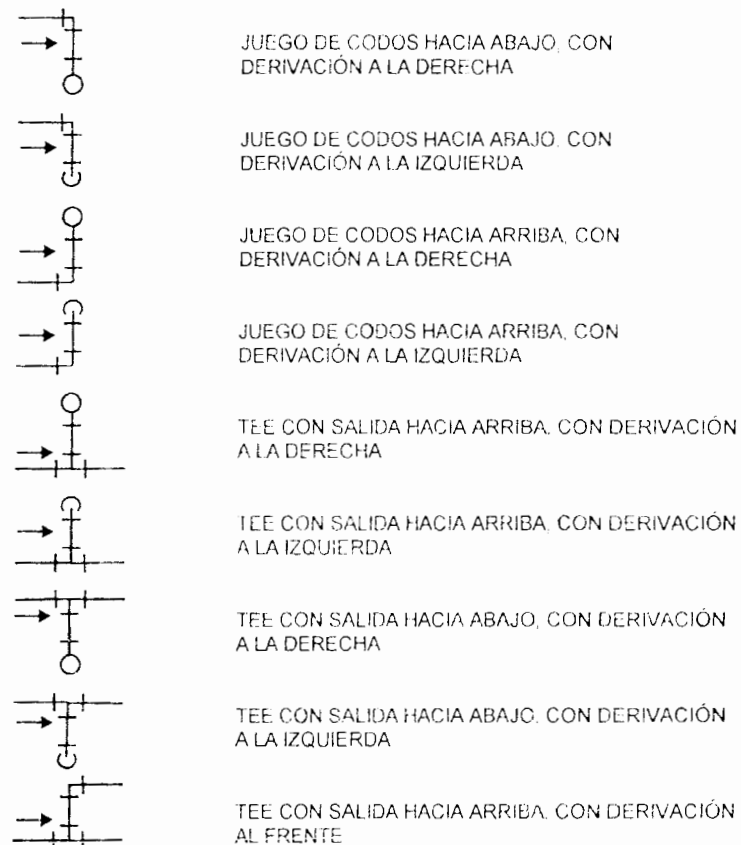 JUEGO DE CODOS HACIA ABAJO, CON
DERIVACIÓN A LA DERECHA
JUEGO DE CODOS HACIA ABAJO, CON
DERIVACIÓN A LA IZQUIERDA
JUEGO DE CODOS HACIA ARRIBA, CON
DERIVACIÓN A LA DERECHA
JUEGO DE CODOS HACIA ARRIBA, CON
DERIVACIÓN A LA IZQUIERDA
TEE CON SALIDA HACIA ARRIBA, CON DERIVACIÓN
A LA DERECHA
TEE CON SALIDA HACIA ARRIBA, CON DERIVACIÓN
A LA IZQUIERDA
TEE CON SALIDA HACIA ABAJO, CON DERIVACIÓN
A LA DERECHA
TEE CON SALIDA HACIA ABAJO, CON DERIVACIÓN
A LA IZQUIERDA
TEE CON SALIDA HACIA ARRIBA, CON DERIVACIÓN
AL FRENTE